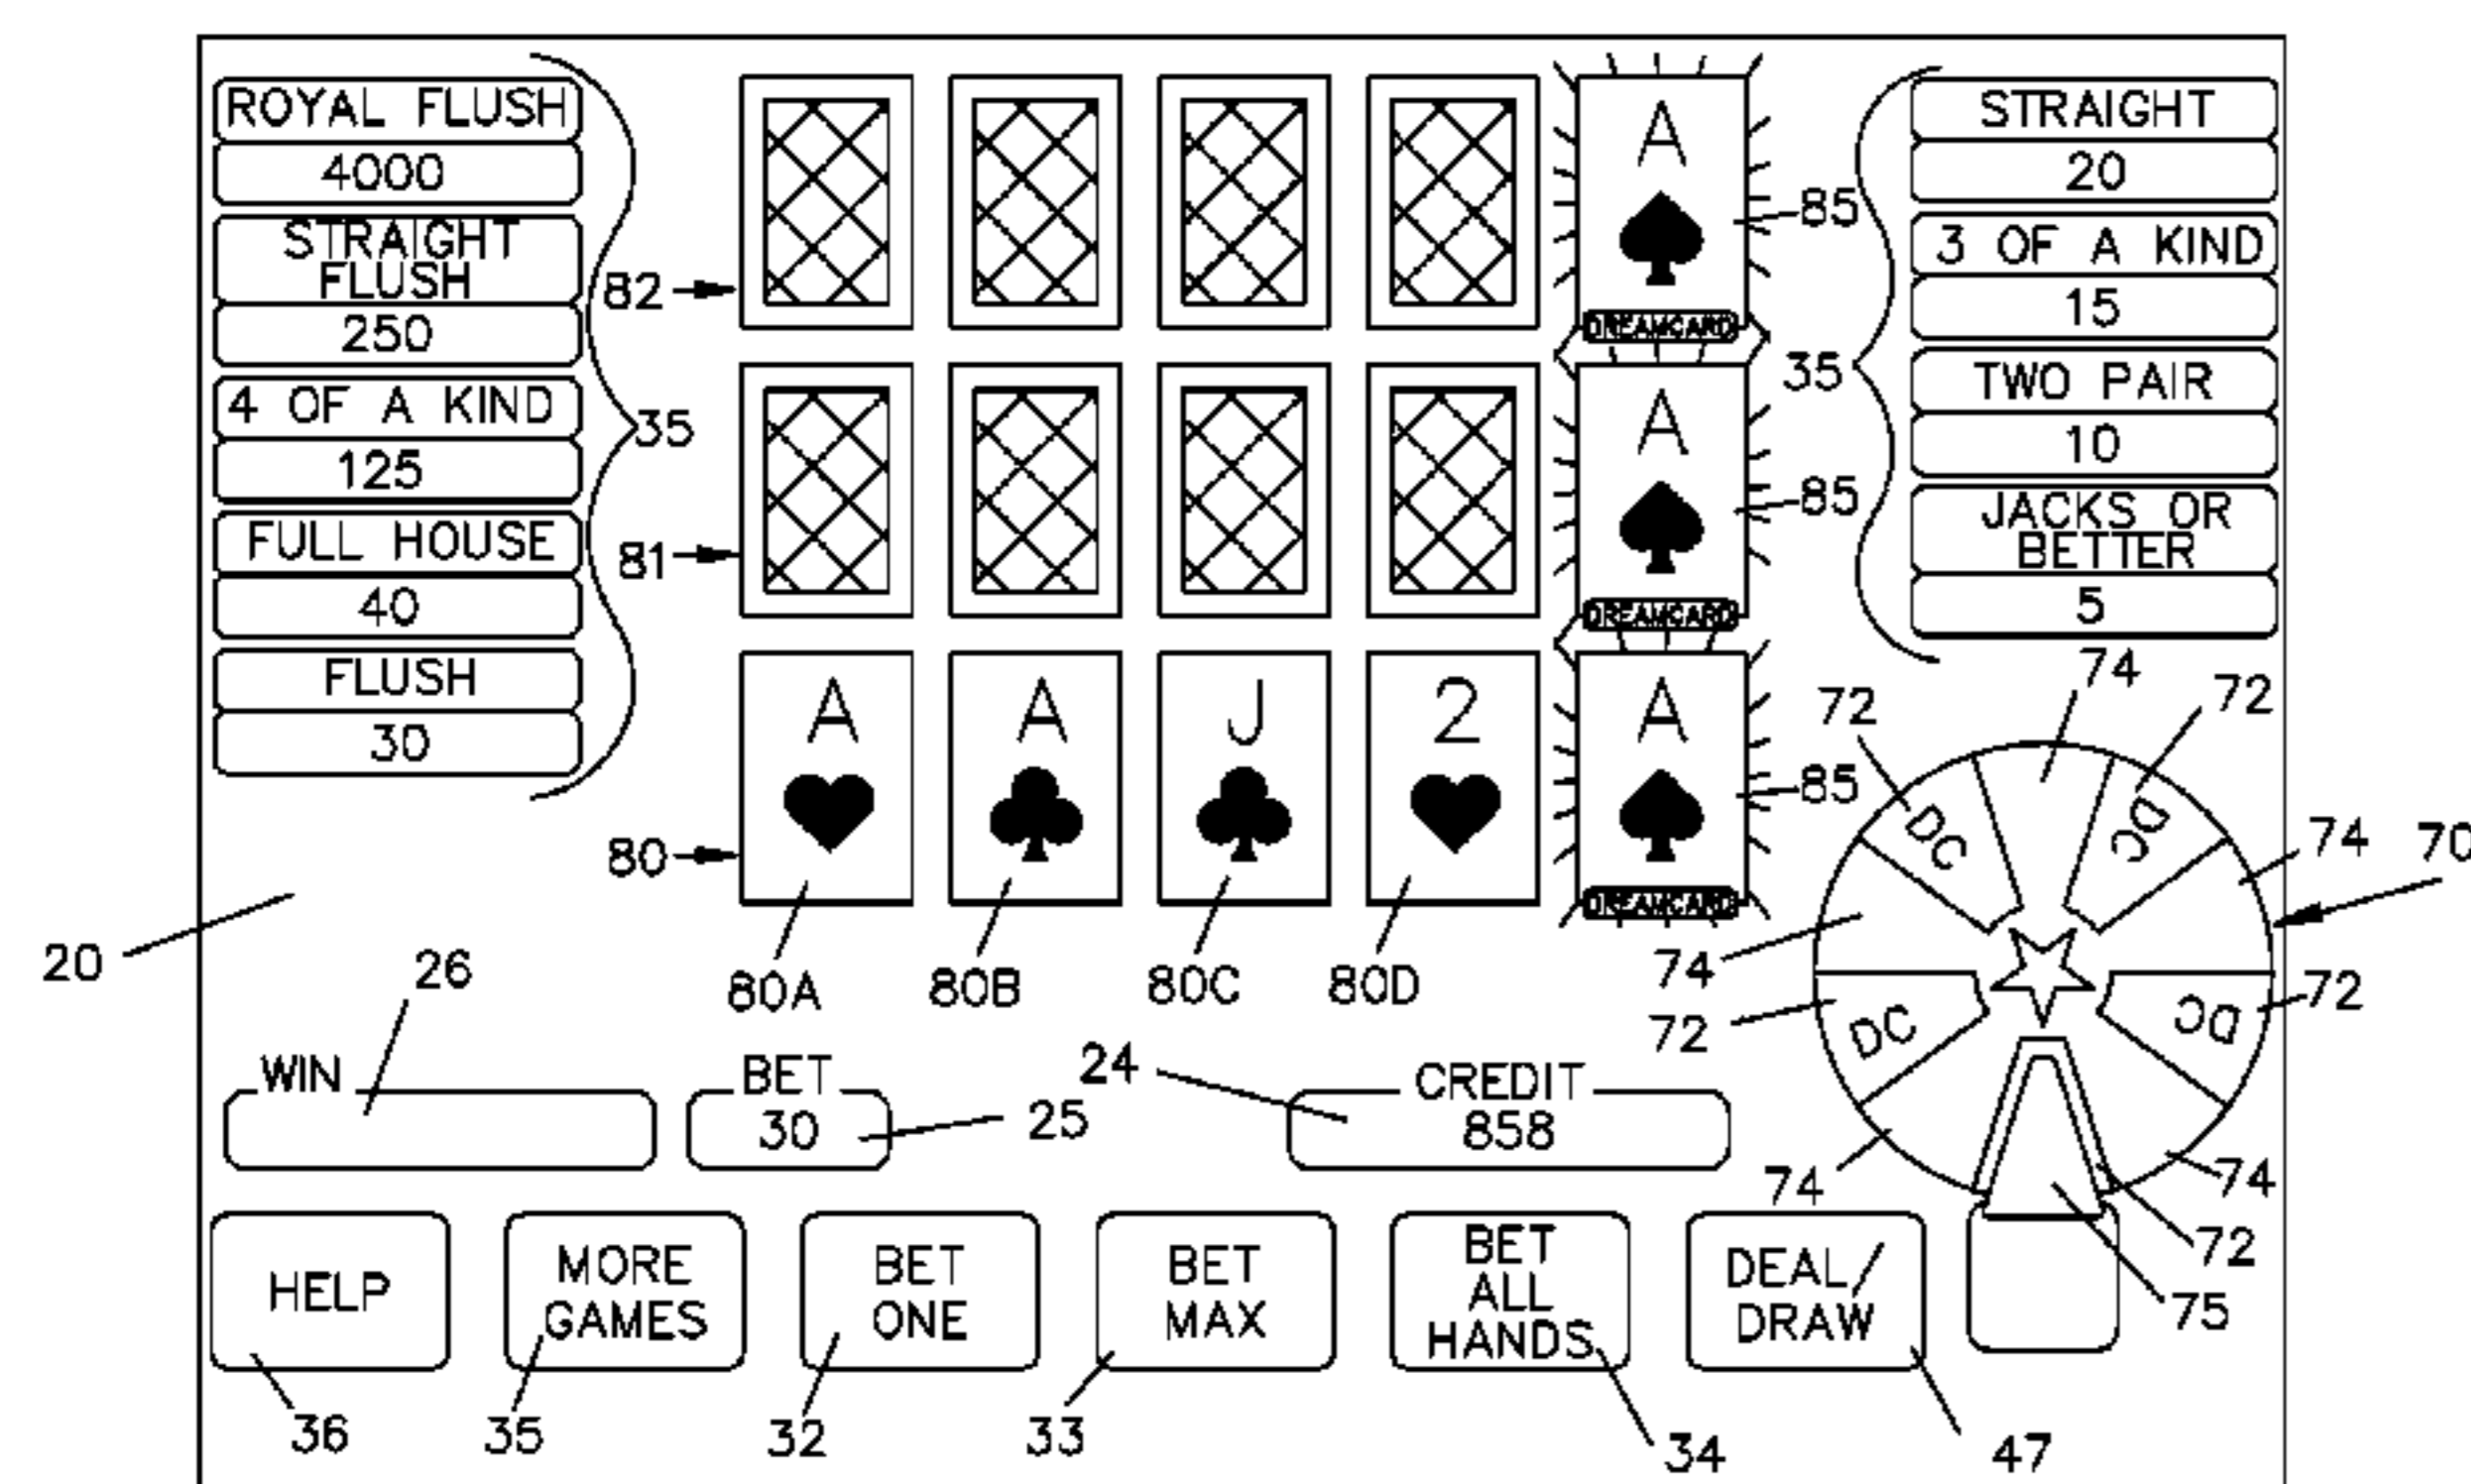 ROYAL FLUSH
4000
STRAIGHT
FLUSH
250
4 OF A KIND
125
FULL HOUSE
40
FLUSH
30
35
82
81
80
A
DREAMCARD
85
A
DREAMCARD
85
A
A
J
2
A
DREAMCARD
85
80A
80B
80C
80D
35
STRAIGHT
20
3 OF A KIND
15
TWO PAIR
10
JACKS OR
BETTER
5
74
72
72
DC
DC
74
70
74
72
DC
DC
72
74
74
72
75
20
26
WIN
BET
30
25
24
CREDIT
858
HELP
MORE
GAMES
BET
ONE
BET
MAX
BET
ALL
HANDS
DEAL/
DRAW
36
35
32
33
34
47